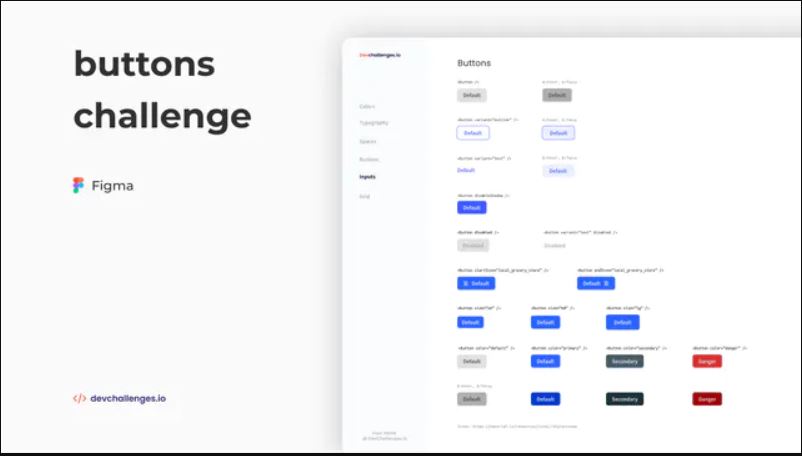 buttons
challenge
Figma
devchallenges.io
Devchallenges.io
Colors
Typography
Spaces
Buttons
Inputs
Grid
Buttons
<Button />
&:hover, &:focus
Default
Default
<Button variant="outline" />
&:hover, &:focus
Default
Default
<Button variant="text" />
&:hover, &:focus
Default
Default
<Button disableShadow />
Default
<Button disabled />
<Button variant="text" disabled />
Disabled
Disabled
<Button startIcon="local_grocery_store" />
<Button endIcon="local_grocery_store" />
Default
Default
<Button size="sm" />
<Button size="md" />
<Button size="lg" />
Default
Default
Default
<Button color="default" />
<Button color="primary" />
<Button color="secondary" />
<Button color="danger" />
Default
Default
Secondary
Danger
&:hover, &:focus
Default
Default
Secondary
Danger
@ DevChallenges.io